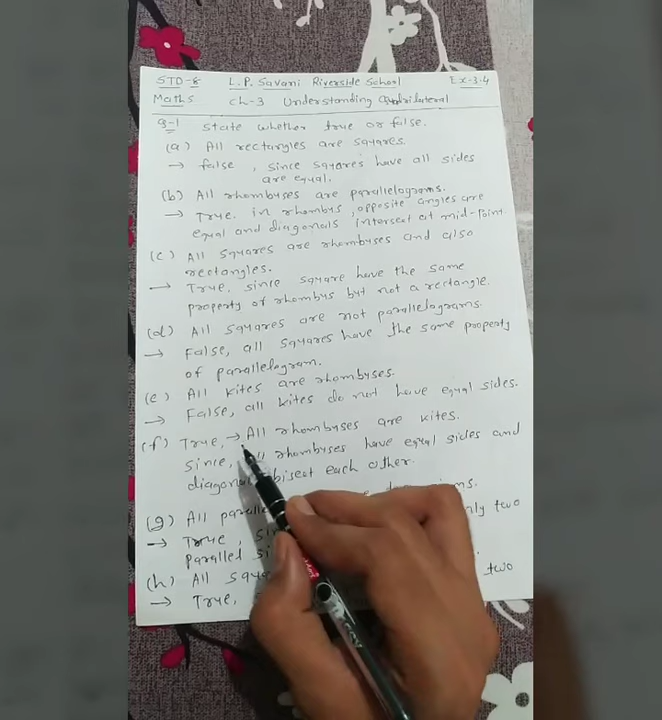 STD-8 L.P. Savani Riverside School Ex-3.4
Maths Ch-3 Understanding Quadrilateral
Q-1 State whether true or false.
(a) All rectangles are squares.
→ false, since squares have all sides
are equal.
(b) All rhombuses are parallelograms.
→ True. in rhombus, opposite angles are
equal and diagonals intersect at mid-point.
(c) All squares are rhombuses and also
rectangles.
→ True. since square have the same
property of rhombus but not a rectangle.
(d) All squares are not parallelograms.
→ False, all squares have the same property
of parallelogram.
(e) All kites are rhombuses.
→ False, all kites do not have equal sides.
(f) True, → All rhombuses are kites.
since, rhombuses have equal sides and
bisect each other.
(g) All
→ True, two
parallel
(h) All
→ True, two